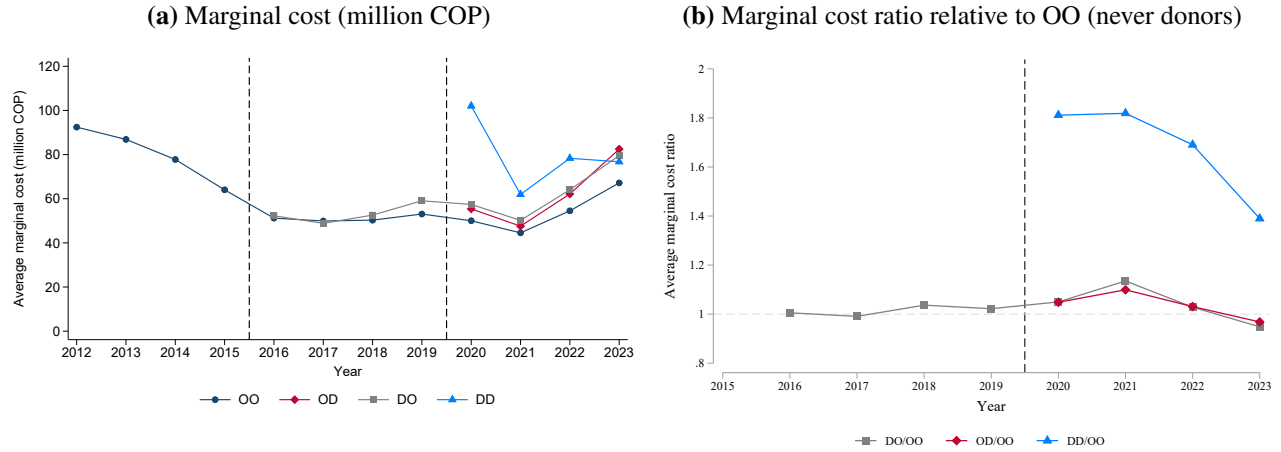 (a) Marginal cost (million COP)
Average marginal cost (million COP)
120
100
80
60
40
20
0
2012 2013 2014 2015 2016 2017 2018 2019 2020 2021 2022 2023
Year
OO OD DO DD
(b) Marginal cost ratio relative to OO (never donors)
Average marginal cost ratio
2
1.8
1.6
1.4
1.2
1
.8
2015 2016 2017 2018 2019 2020 2021 2022 2023
Year
DO/OO OD/OO DD/OO